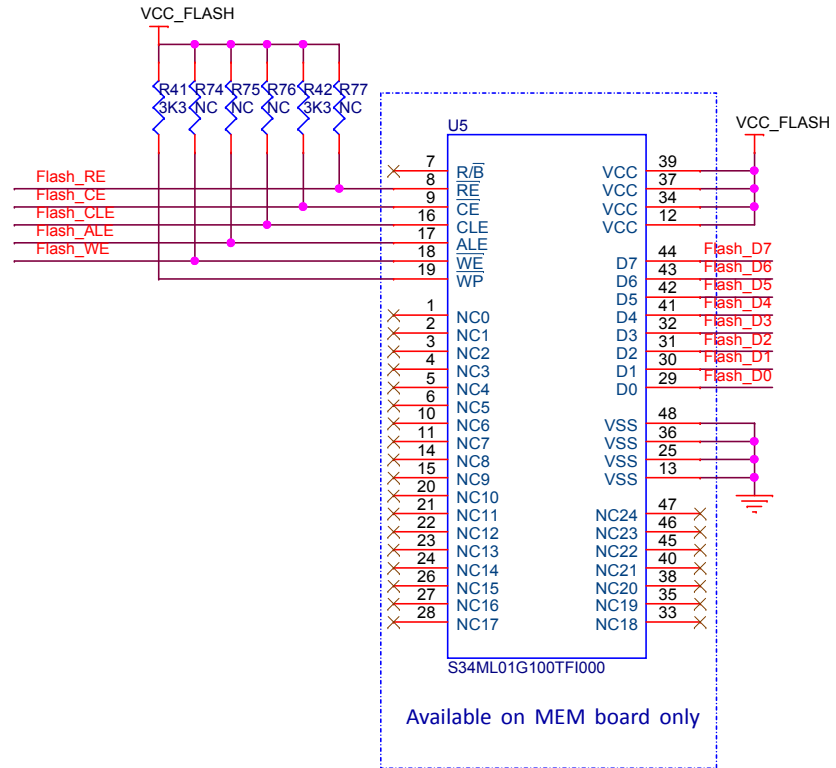 VCC_FLASH
R41 R74 R75 R76 R42 R77
3K3 NC NC NC 3K3 NC
U5
VCC_FLASH
7 R/B 39 VCC
Flash_RE 8 RE 37 VCC
Flash_CE 9 CE 34 VCC
Flash_CLE 16 CLE 12 VCC
Flash_ALE 17 ALE
Flash_WE 18 WE 44 D7 Flash_D7
19 WP 43 D6 Flash_D6
42 D5 Flash_D5
1 NC0 41 D4 Flash_D4
2 NC1 32 D3 Flash_D3
3 NC2 31 D2 Flash_D2
4 NC3 30 D1 Flash_D1
5 NC4 29 D0 Flash_D0
6 NC5
10 NC6 48 VSS
11 NC7 36 VSS
14 NC8 25 VSS
15 NC9 13 VSS
20 NC10
21 NC11 47 NC24
22 NC12 46 NC23
23 NC13 45 NC22
24 NC14 40 NC21
26 NC15 38 NC20
27 NC16 35 NC19
28 NC17 33 NC18
S34ML01G100TFI000
Available on MEM board only